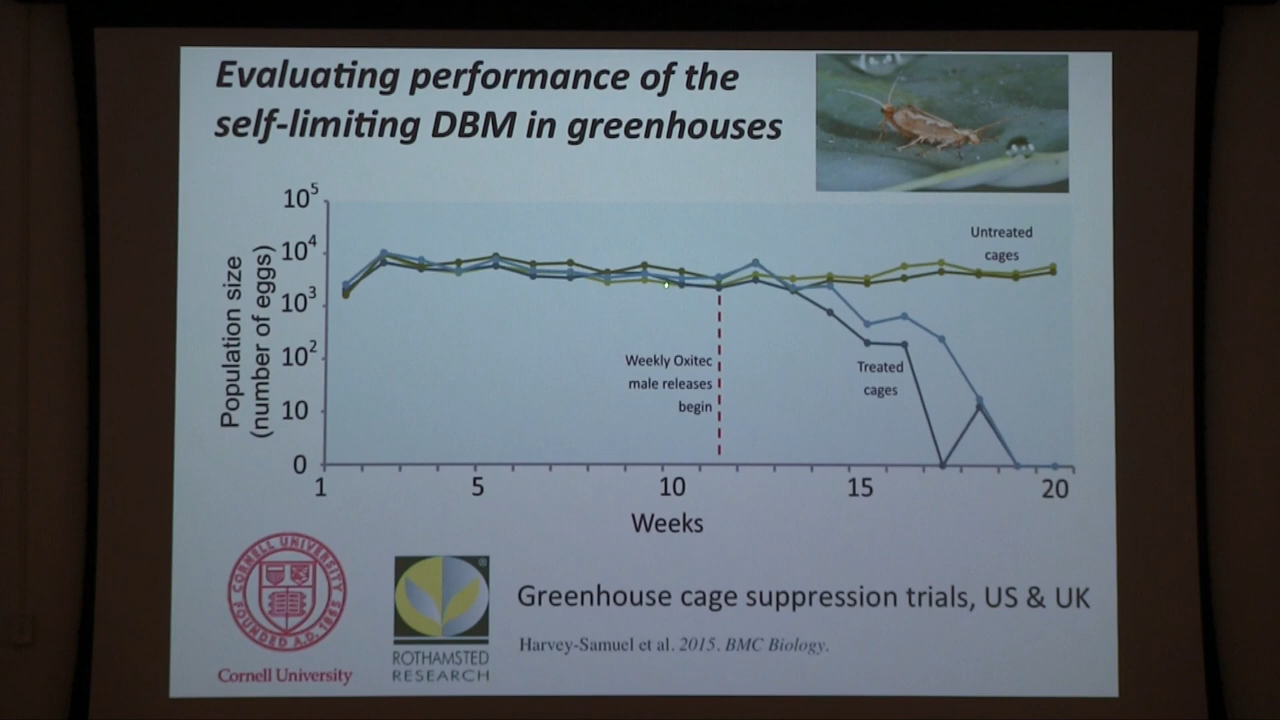 Evaluating performance of the
self-limiting DBM in greenhouses
Population size
(number of eggs)
10⁵
10⁴
10³
10²
10
0
1
5
10
15
20
Weeks
Untreated
cages
Weekly Oxitec
male releases
begin
Treated
cages
CORNELL UNIVERSITY
FOUNDED A.D. 1865
Cornell University
®
ROTHAMSTED
RESEARCH
Greenhouse cage suppression trials, US & UK
Harvey-Samuel et al. 2015. BMC Biology.